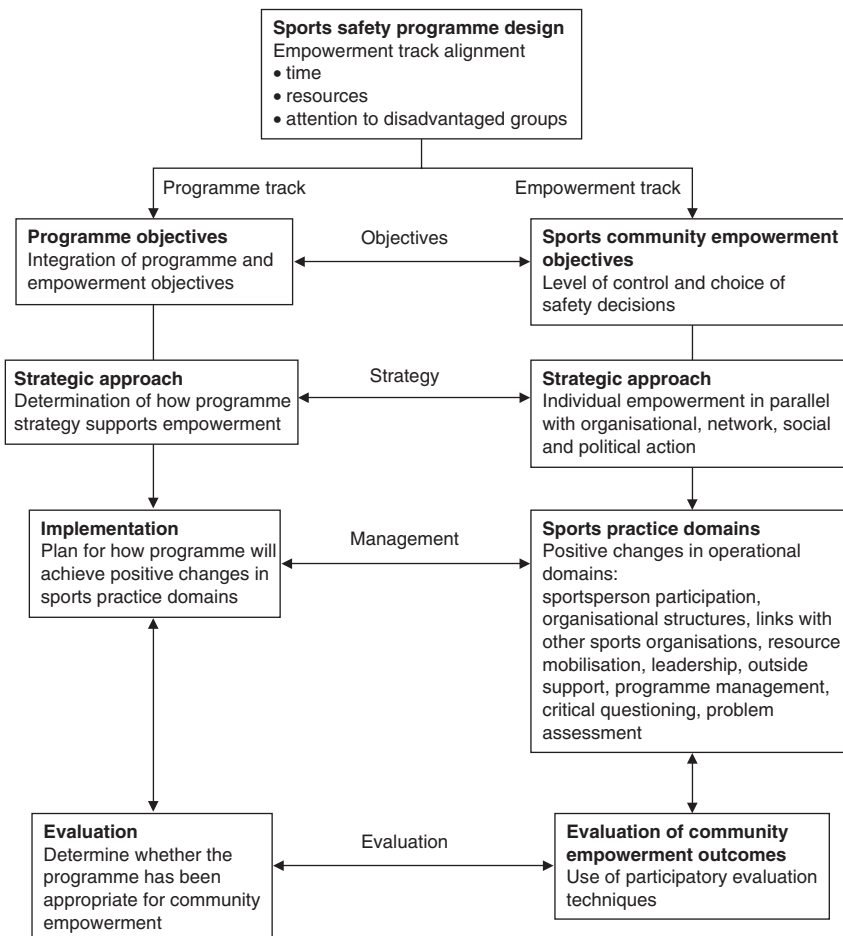 Sports safety programme design
Empowerment track alignment
• time
• resources
• attention to disadvantaged groups
Programme track
Empowerment track
Programme objectives
Integration of programme and
empowerment objectives
Objectives
Sports community empowerment
objectives
Level of control and choice of
safety decisions
Strategic approach
Determination of how programme
strategy supports empowerment
Strategy
Strategic approach
Individual empowerment in parallel
with organisational, network, social
and political action
Implementation
Plan for how programme will
achieve positive changes in
sports practice domains
Management
Sports practice domains
Positive changes in operational
domains:
sportsperson participation,
organisational structures, links with
other sports organisations, resource
mobilisation, leadership, outside
support, programme management,
critical questioning, problem
assessment
Evaluation
Determine whether the
programme has been
appropriate for community
empowerment
Evaluation
Evaluation of community
empowerment outcomes
Use of participatory evaluation
techniques